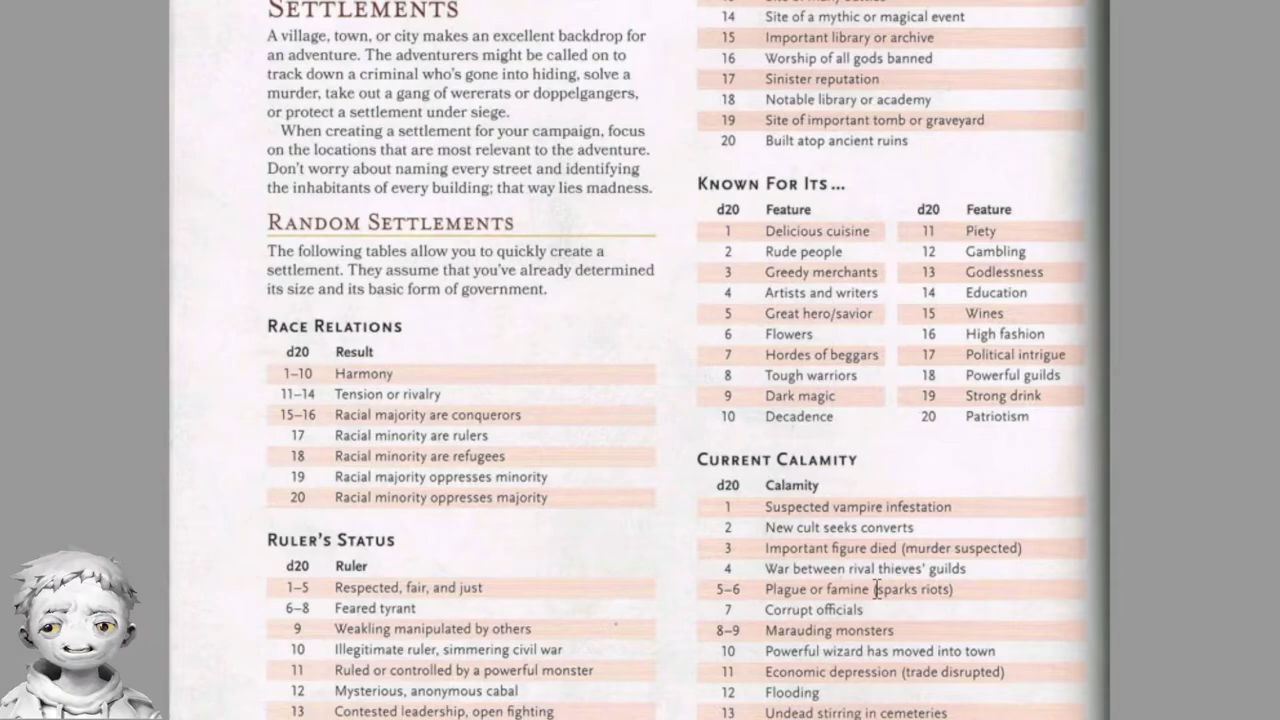 SETTLEMENTS
A village, town, or city makes an excellent backdrop for
an adventure. The adventurers might be called on to
track down a criminal who's gone into hiding, solve a
murder, take out a gang of wererats or doppelgangers,
or protect a settlement under siege.
When creating a settlement for your campaign, focus
on the locations that are most relevant to the adventure.
Don't worry about naming every street and identifying
the inhabitants of every building; that way lies madness.
RANDOM SETTLEMENTS
The following tables allow you to quickly create a
settlement. They assume that you've already determined
its size and its basic form of government.
RACE RELATIONS
d20 Result
1–10 Harmony
11–14 Tension or rivalry
15–16 Racial majority are conquerors
17 Racial minority are rulers
18 Racial minority are refugees
19 Racial majority oppresses minority
20 Racial minority oppresses majority
RULER'S STATUS
d20 Ruler
1–5 Respected, fair, and just
6–8 Feared tyrant
9 Weakling manipulated by others
10 Illegitimate ruler, simmering civil war
11 Ruled or controlled by a powerful monster
12 Mysterious, anonymous cabal
13 Contested leadership, open fighting
14 Site of a mythic or magical event
15 Important library or archive
16 Worship of all gods banned
17 Sinister reputation
18 Notable library or academy
19 Site of important tomb or graveyard
20 Built atop ancient ruins
KNOWN FOR ITS...
d20 Feature d20 Feature
1 Delicious cuisine 11 Piety
2 Rude people 12 Gambling
3 Greedy merchants 13 Godlessness
4 Artists and writers 14 Education
5 Great hero/savior 15 Wines
6 Flowers 16 High fashion
7 Hordes of beggars 17 Political intrigue
8 Tough warriors 18 Powerful guilds
9 Dark magic 19 Strong drink
10 Decadence 20 Patriotism
CURRENT CALAMITY
d20 Calamity
1 Suspected vampire infestation
2 New cult seeks converts
3 Important figure died (murder suspected)
4 War between rival thieves' guilds
5–6 Plague or famine (sparks riots)
7 Corrupt officials
8–9 Marauding monsters
10 Powerful wizard has moved into town
11 Economic depression (trade disrupted)
12 Flooding
13 Undead stirring in cemeteries